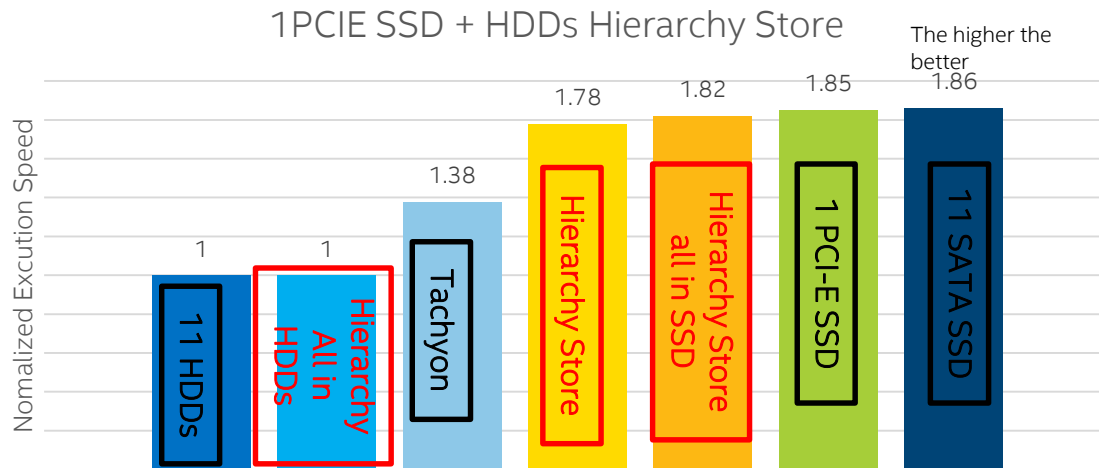 1PCIE SSD + HDDs Hierarchy Store
The higher the
better
Nomalized Excution Speed
1
1
1.38
1.78
1.82
1.85
1.86
11 HDDs
Hierarchy
All in
HDDs
Tachyon
Hierarchy Store
Hierarchy Store
all in SSD
1 PCI-E SSD
11 SATA SSD